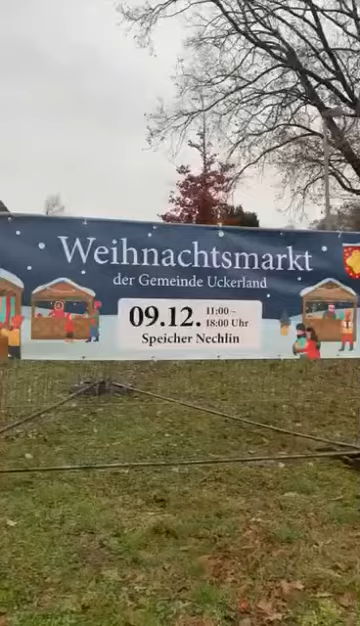 Weihnachtsmarkt
der Gemeinde Uckerland
09.12. 11:00 –
18:00 Uhr
Speicher Nechlin